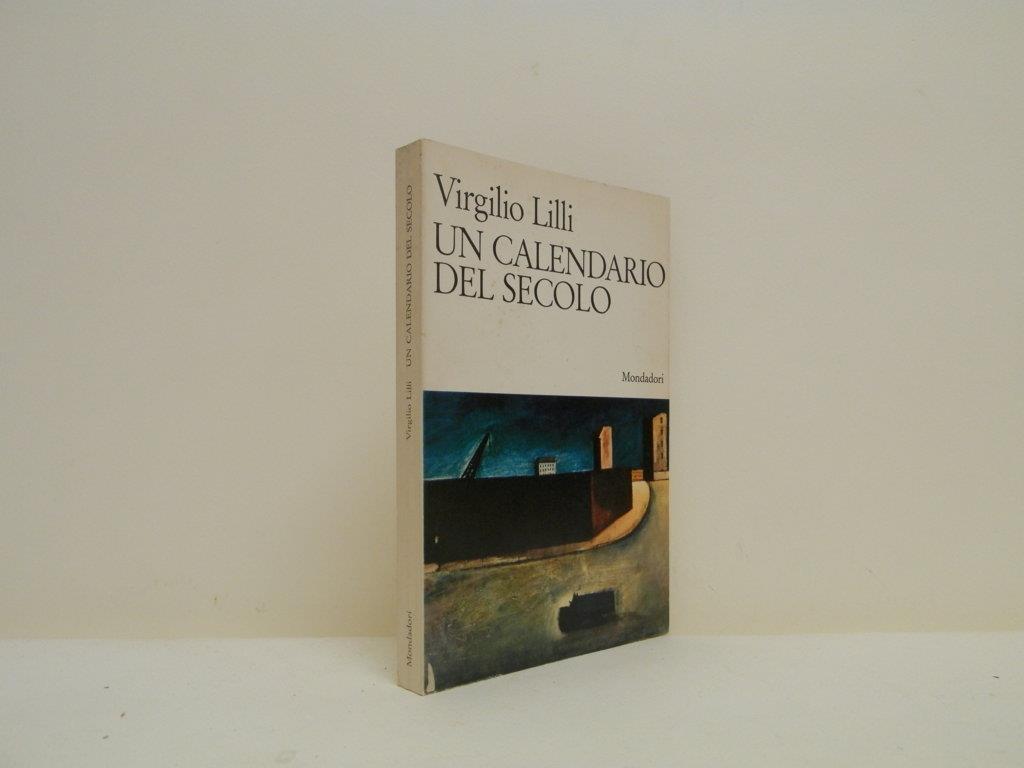 Virgilio Lilli
UN CALENDARIO
DEL SECOLO
Mondadori
Virgilio Lilli UN CALENDARIO DEL SECOLO
Mondadori